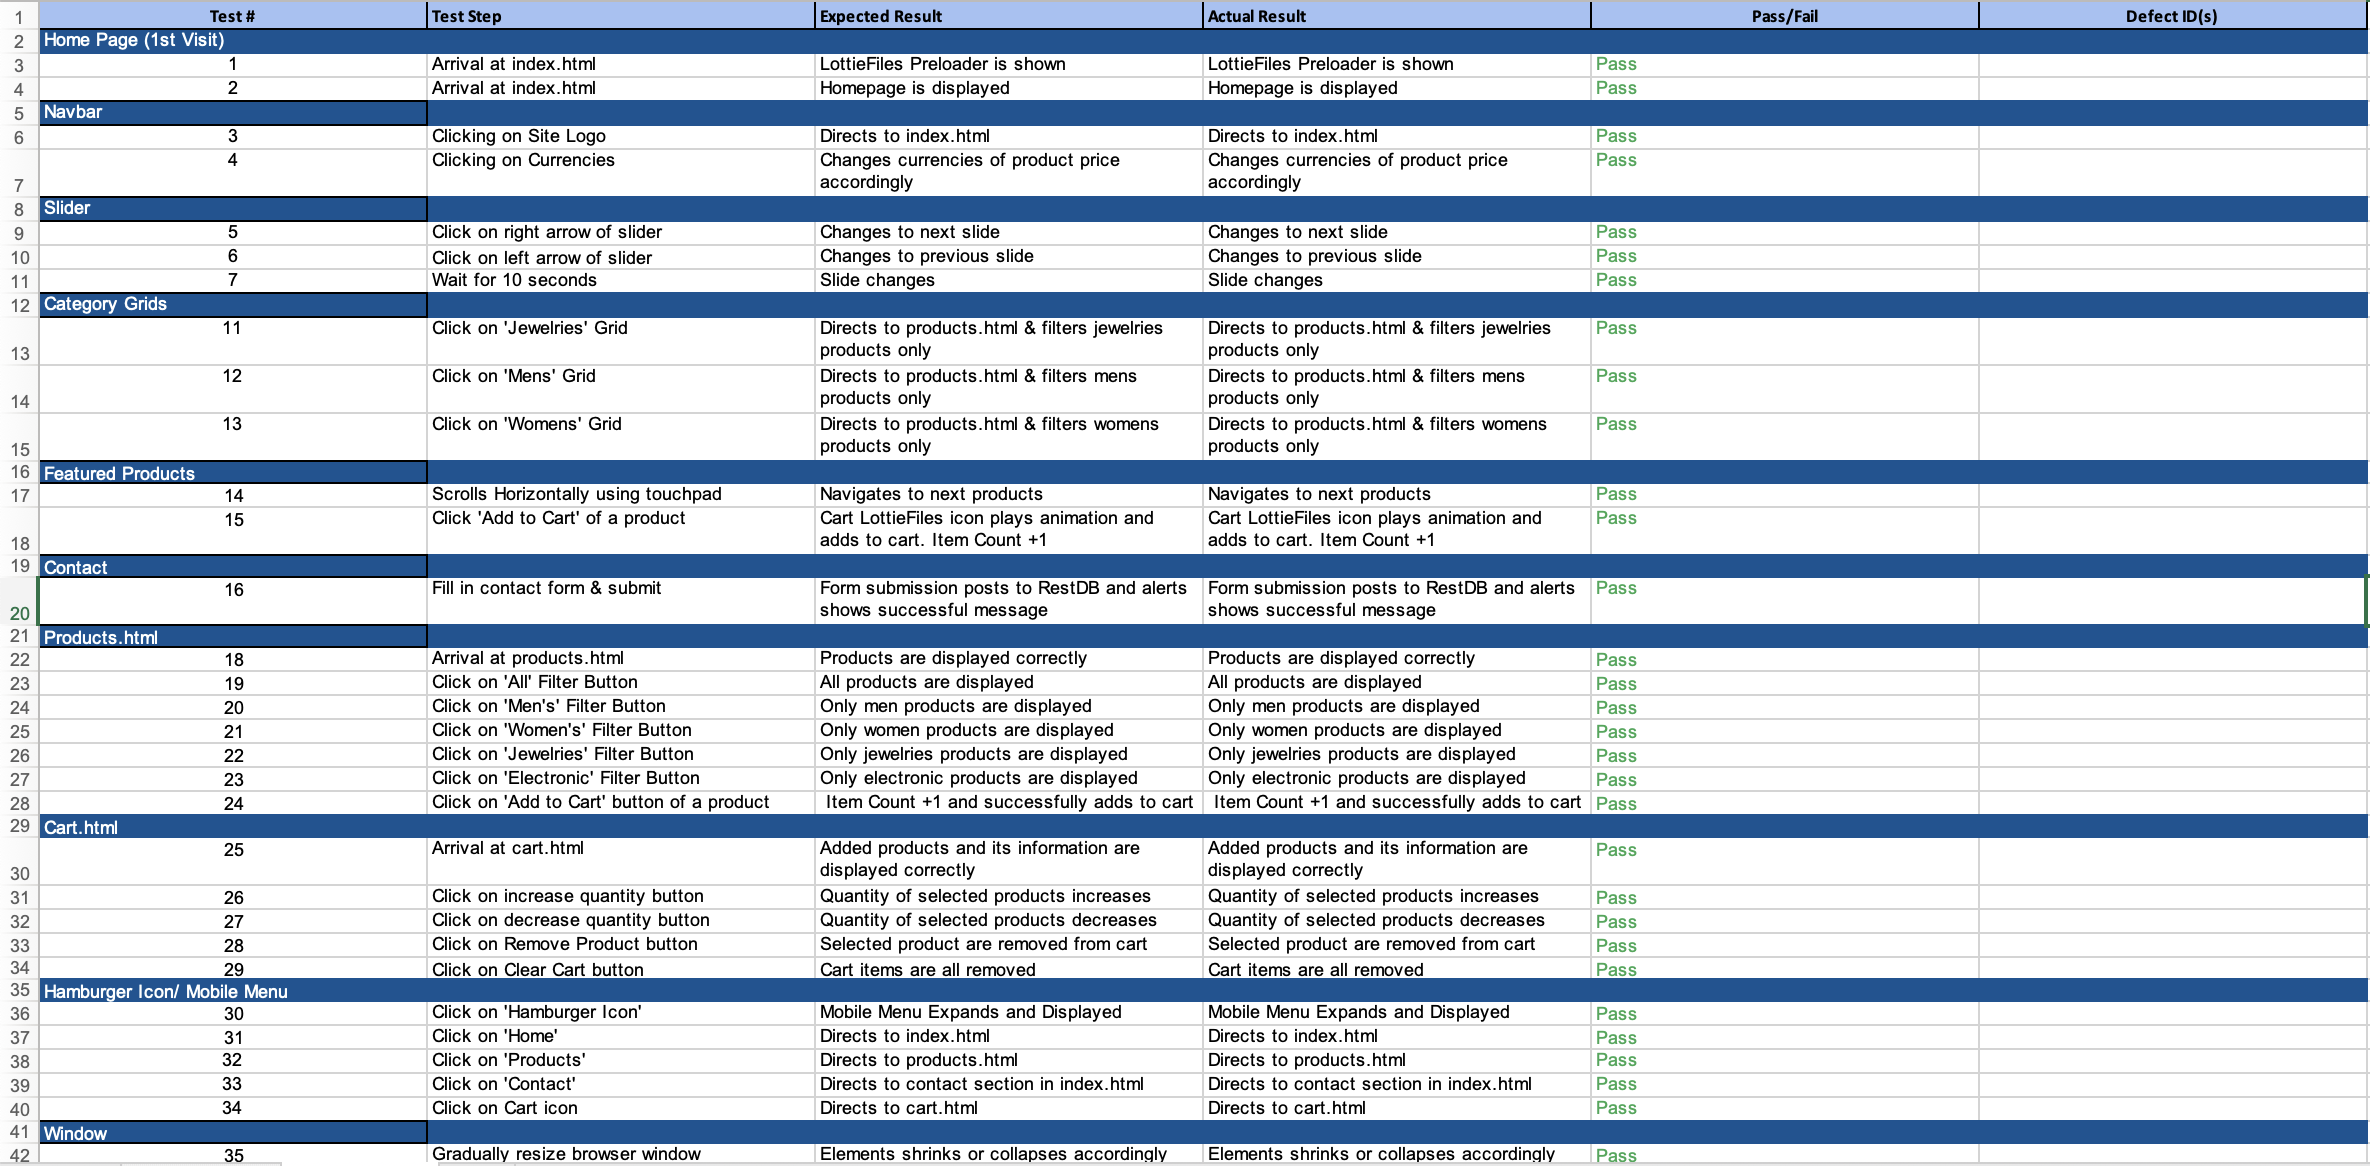 1 Test # Test Step Expected Result Actual Result Pass/Fail Defect ID(s)
2 Home Page (1st Visit)
3 1 Arrival at index.html LottieFiles Preloader is shown LottieFiles Preloader is shown Pass
4 2 Arrival at index.html Homepage is displayed Homepage is displayed Pass
5 Navbar
6 3 Clicking on Site Logo Directs to index.html Directs to index.html Pass
4 Clicking on Currencies Changes currencies of product price Changes currencies of product price Pass
7 accordingly accordingly
8 Slider
9 5 Click on right arrow of slider Changes to next slide Changes to next slide Pass
10 6 Click on left arrow of slider Changes to previous slide Changes to previous slide Pass
11 7 Wait for 10 seconds Slide changes Slide changes Pass
12 Category Grids
11 Click on 'Jewelries' Grid Directs to products.html & filters jewelries Directs to products.html & filters jewelries Pass
13 products only products only
12 Click on 'Mens' Grid Directs to products.html & filters mens Directs to products.html & filters mens Pass
14 products only products only
13 Click on 'Womens' Grid Directs to products.html & filters womens Directs to products.html & filters womens Pass
15 products only products only
16 Featured Products
17 14 Scrolls Horizontally using touchpad Navigates to next products Navigates to next products Pass
15 Click 'Add to Cart' of a product Cart LottieFiles icon plays animation and Cart LottieFiles icon plays animation and Pass
18 adds to cart. Item Count +1 adds to cart. Item Count +1
19 Contact
16 Fill in contact form & submit Form submission posts to RestDB and alerts Form submission posts to RestDB and alerts Pass
20 shows successful message shows successful message
21 Products.html
22 18 Arrival at products.html Products are displayed correctly Products are displayed correctly Pass
23 19 Click on 'All' Filter Button All products are displayed All products are displayed Pass
24 20 Click on 'Men's' Filter Button Only men products are displayed Only men products are displayed Pass
25 21 Click on 'Women's' Filter Button Only women products are displayed Only women products are displayed Pass
26 22 Click on 'Jewelries' Filter Button Only jewelries products are displayed Only jewelries products are displayed Pass
27 23 Click on 'Electronic' Filter Button Only electronic products are displayed Only electronic products are displayed Pass
28 24 Click on 'Add to Cart' button of a product Item Count +1 and successfully adds to cart Item Count +1 and successfully adds to cart Pass
29 Cart.html
25 Arrival at cart.html Added products and its information are Added products and its information are Pass
30 displayed correctly displayed correctly
31 26 Click on increase quantity button Quantity of selected products increases Quantity of selected products increases Pass
32 27 Click on decrease quantity button Quantity of selected products decreases Quantity of selected products decreases Pass
33 28 Click on Remove Product button Selected product are removed from cart Selected product are removed from cart Pass
34 29 Click on Clear Cart button Cart items are all removed Cart items are all removed Pass
35 Hamburger Icon/ Mobile Menu
36 30 Click on 'Hamburger Icon' Mobile Menu Expands and Displayed Mobile Menu Expands and Displayed Pass
37 31 Click on 'Home' Directs to index.html Directs to index.html Pass
38 32 Click on 'Products' Directs to products.html Directs to products.html Pass
39 33 Click on 'Contact' Directs to contact section in index.html Directs to contact section in index.html Pass
40 34 Click on Cart icon Directs to cart.html Directs to cart.html Pass
41 Window
42 35 Gradually resize browser window Elements shrinks or collapses accordingly Elements shrinks or collapses accordingly Pass